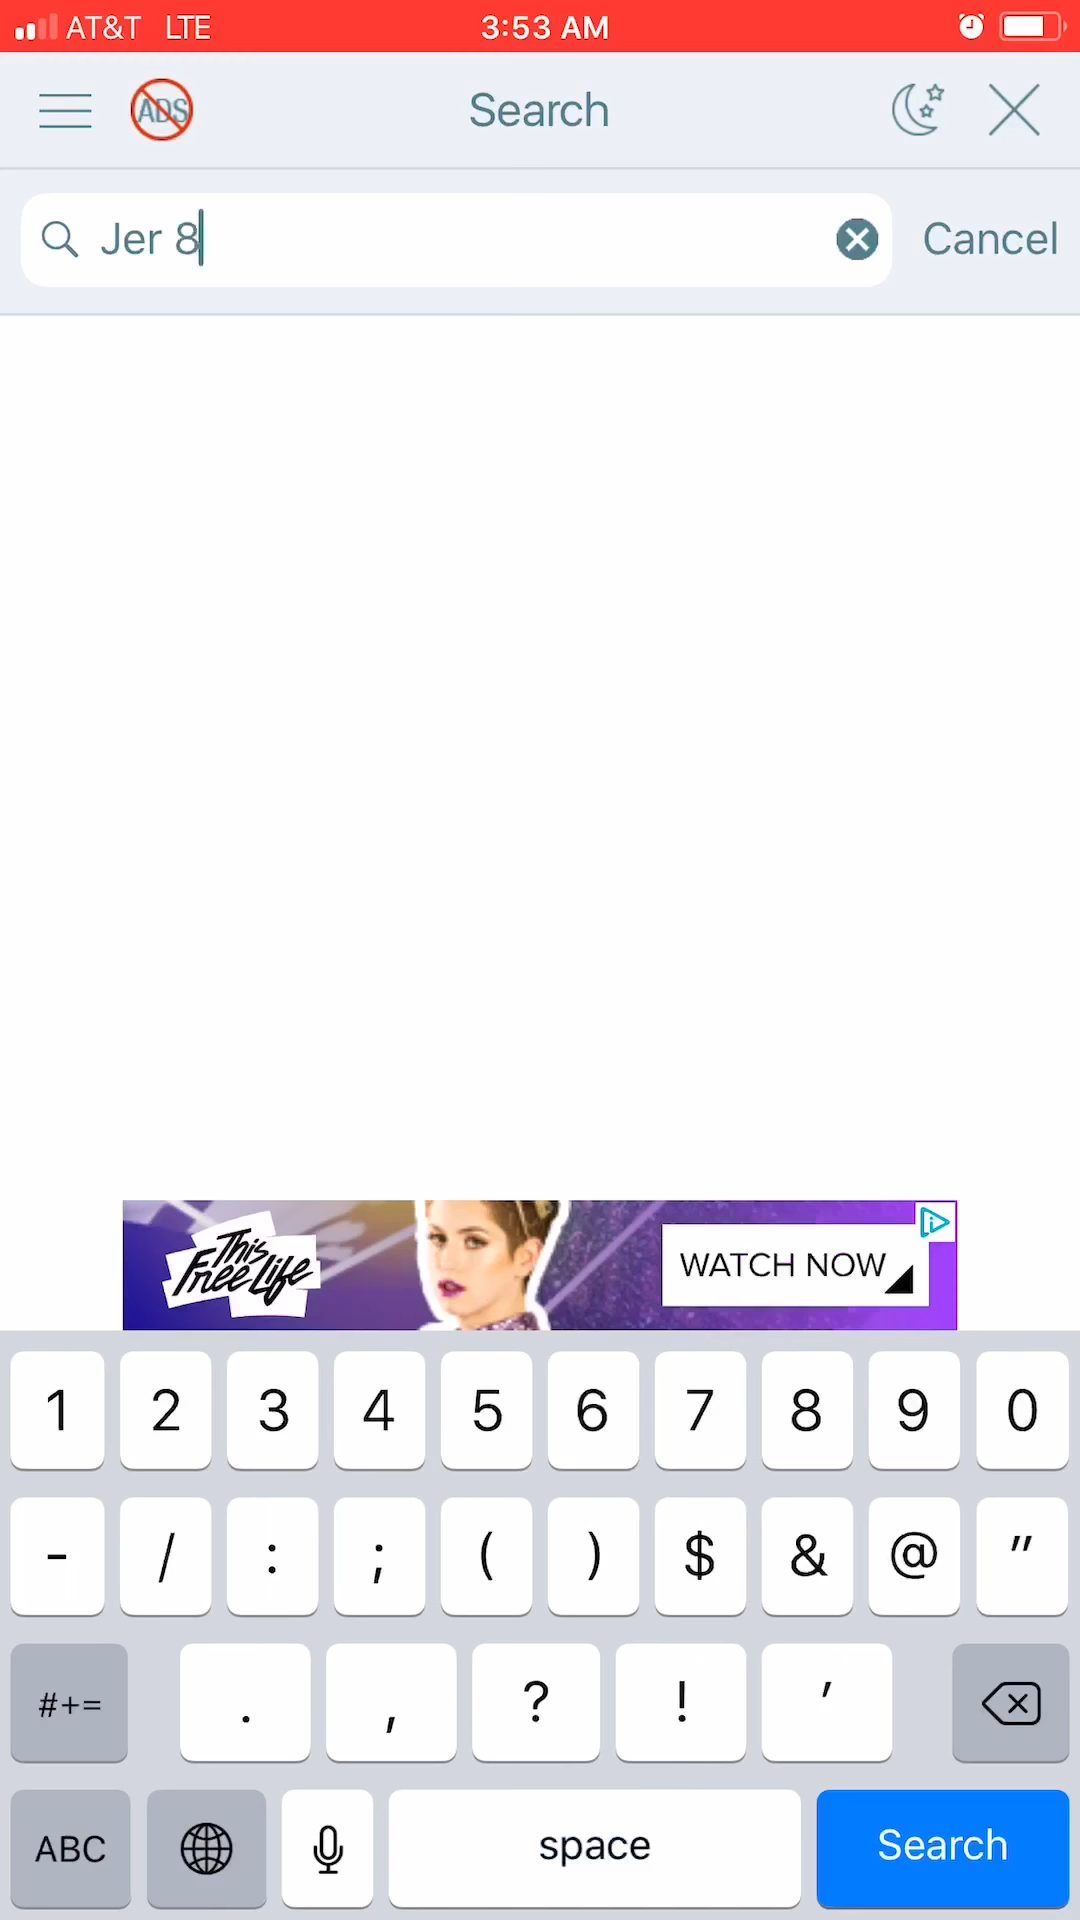 AT&T LTE 3:53 AM
ADS Search
Jer 8 Cancel
This Free Life WATCH NOW
1 2 3 4 5 6 7 8 9 0
- / : ; ( ) $ & @ "
#+= . , ? ! '
ABC space Search